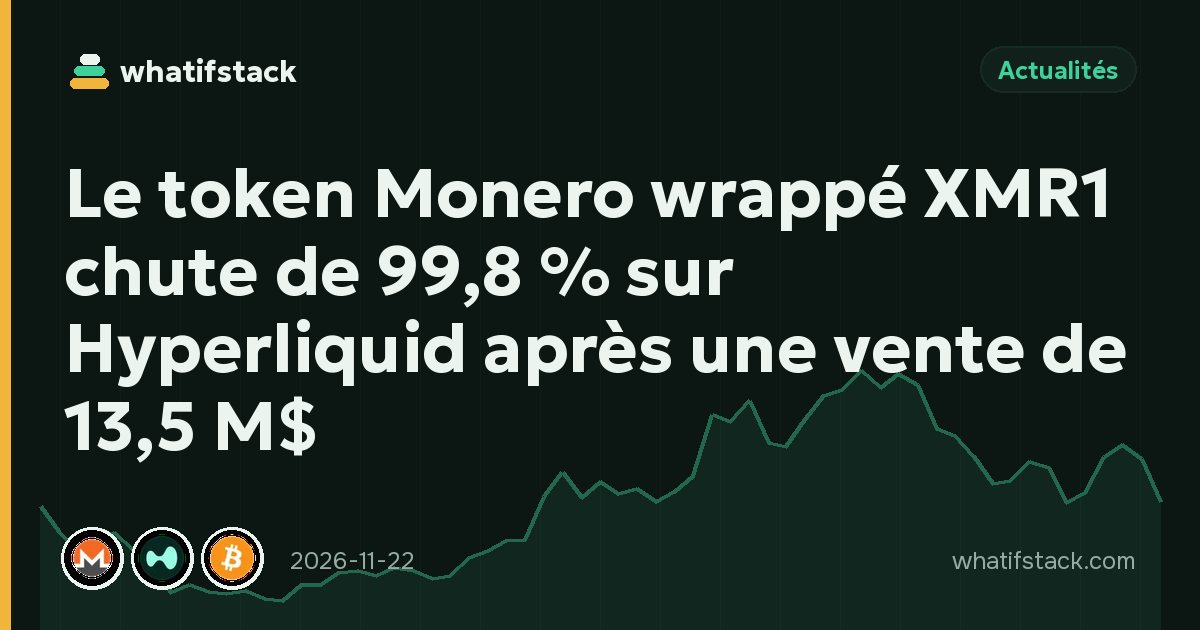 whatifstack
Actualités
Le token Monero wrappé XMR1
chute de 99,8 % sur
Hyperliquid après une vente de
13,5 M$
2026-11-22
whatifstack.com